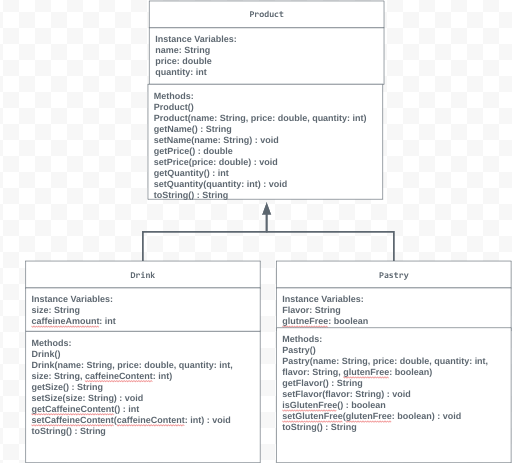 Product
Instance Variables:
name: String
price: double
quantity: int
Methods:
Product()
Product(name: String, price: double, quantity: int)
getName() : String
setName(name: String) : void
getPrice() : double
setPrice(price: double) : void
getQuantity() : int
setQuantity(quantity: int) : void
toString() : String
Drink
Instance Variables:
size: String
caffeineAmount: int
Methods:
Drink()
Drink(name: String, price: double, quantity: int,
size: String, caffeineContent: int)
getSize() : String
setSize(size: String) : void
getCaffeineContent() : int
setCaffeineContent(caffeineContent: int) : void
toString() : String
Pastry
Instance Variables:
Flavor: String
gluteFree: boolean
Methods:
Pastry()
Pastry(name: String, price: double, quantity: int,
flavor: String, glutenFree: boolean)
getFlavor() : String
setFlavor(flavor: String) : void
isGlutenFree() : boolean
setGlutenFree(glutenFree: boolean) : void
toString() : String